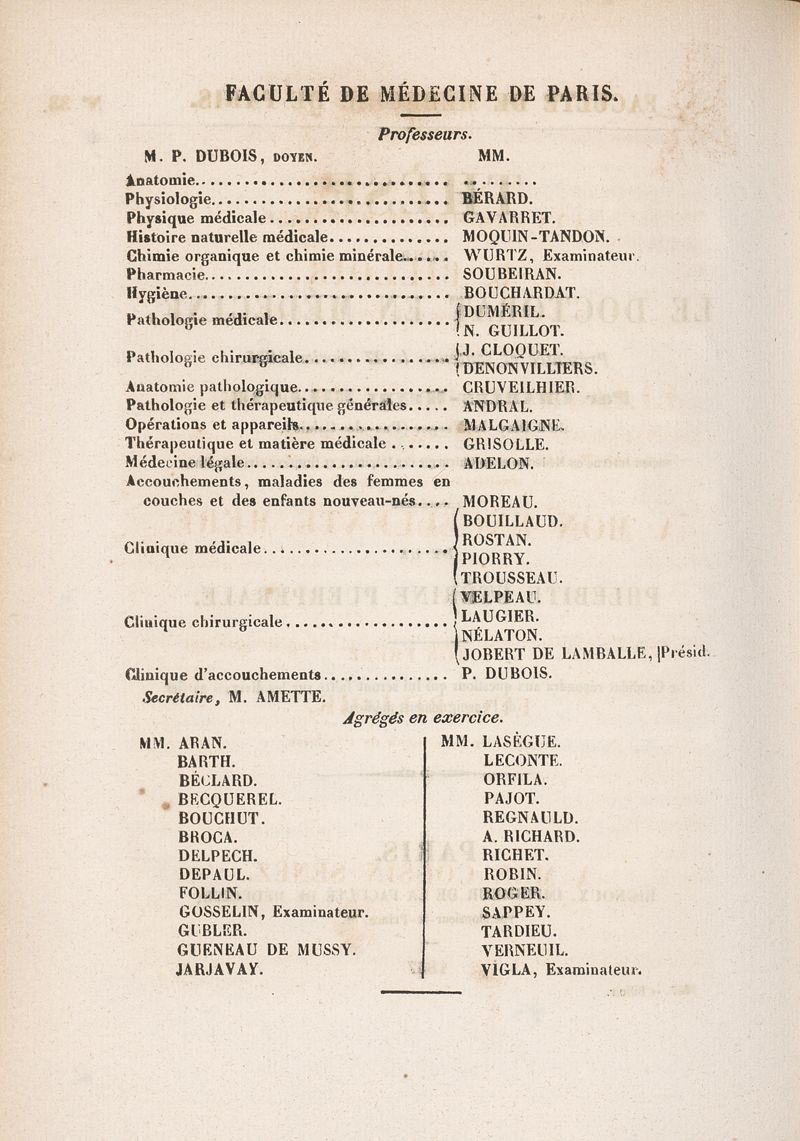 FACULTÉ DE MÉDECINE DE PARIS.
Professeurs.
M. P. DUBOIS, DOYEN. MM.
Anatomie............................ .........
Physiologie........................... BÉRARD.
Physique médicale.................... GAVARRET.
Histoire naturelle médicale.............. MOQUIN-TANDON.
Chimie organique et chimie minérale...... WURTZ, Examinateur.
Pharmacie............................ SOUBEIRAN.
Hygiène.............................. BOUCHARDAT.
Pathologie médicale.................... { DUMÉRIL.
N. GUILLOT.
Pathologie chirurgicale.................. { J. CLOQUET.
DENONVILLIERS.
Anatomie pathologique.................. CRUVEILHIER.
Pathologie et thérapeutique générales..... ANDRAL.
Opérations et appareils................. MALGAIGNE.
Thérapeutique et matière médicale....... GRISOLLE.
Médecine légale........................ ADELON.
Accouchements, maladies des femmes en
couches et des enfants nouveau-nés.... MOREAU.
Clinique médicale...................... { BOUILLAUD.
ROSTAN.
PIORRY.
TROUSSEAU.
Clinique chirurgicale................... { VELPEAU.
LAUGIER.
NÉLATON.
JOBERT DE LAMBALLE, |Présid.
Clinique d'accouchements............... P. DUBOIS.
Secrétaire, M. AMETTE.
Agrégés en exercice.
MM. ARAN.
BARTH.
BÉCLARD.
BECQUEREL.
BOUCHUT.
BROCA.
DELPECH.
DEPAUL.
FOLLIN.
GOSSELIN, Examinateur.
GUBLER.
GUENEAU DE MUSSY.
JARJAVAY.
MM. LASÈGUE.
LECONTE.
ORFILA.
PAJOT.
REGNAULD.
A. RICHARD.
RICHET.
ROBIN.
ROGER.
SAPPEY.
TARDIEU.
VERNEUIL.
VIGLA, Examinateur.